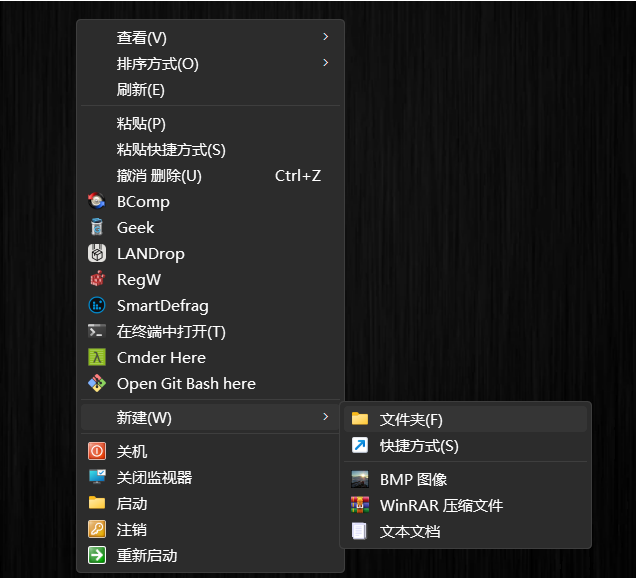 查看(V)
排序方式(O)
刷新(E)
粘贴(P)
粘贴快捷方式(S)
撤消 删除(U) Ctrl+Z
BComp
Geek
LANDrop
RegW
SmartDefrag
在终端中打开(T)
Cmder Here
Open Git Bash here
新建(W)
关机
关闭监视器
启动
注销
重新启动
文件夹(F)
快捷方式(S)
BMP 图像
WinRAR 压缩文件
文本文档